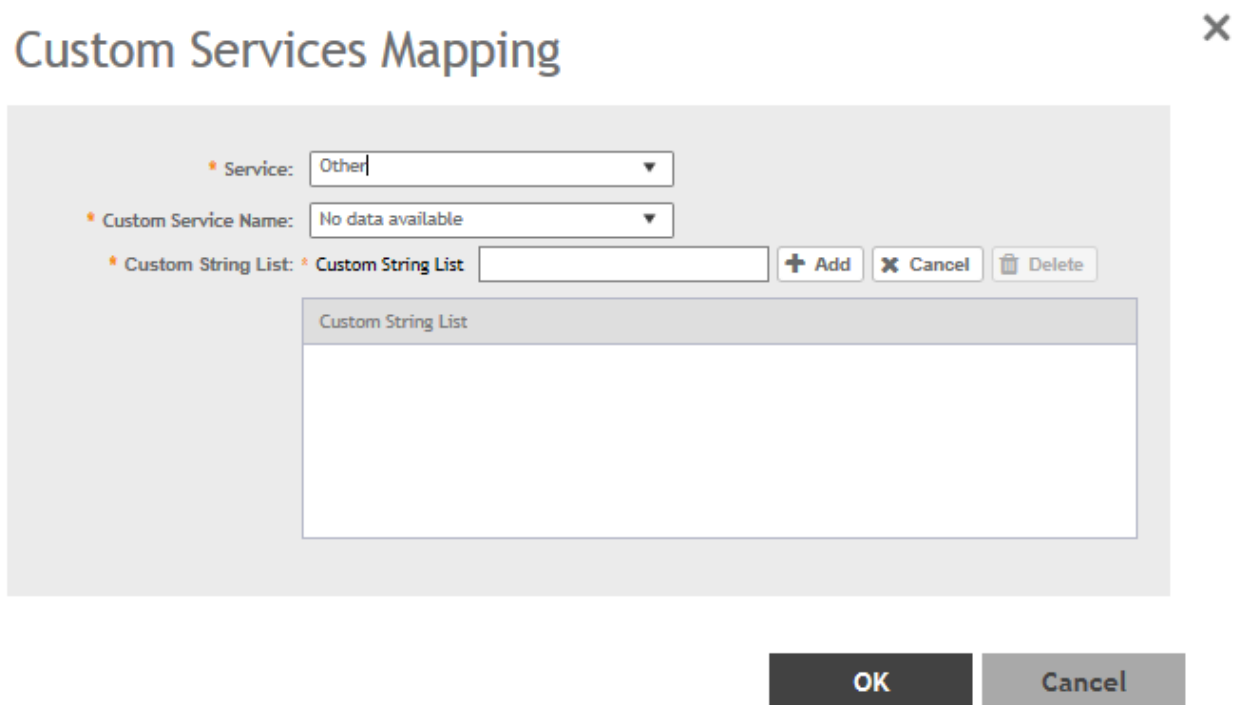 Custom Services Mapping
* Service: Other
* Custom Service Name: No data available
* Custom String List: * Custom String List Add Cancel Delete
Custom String List
OK Cancel